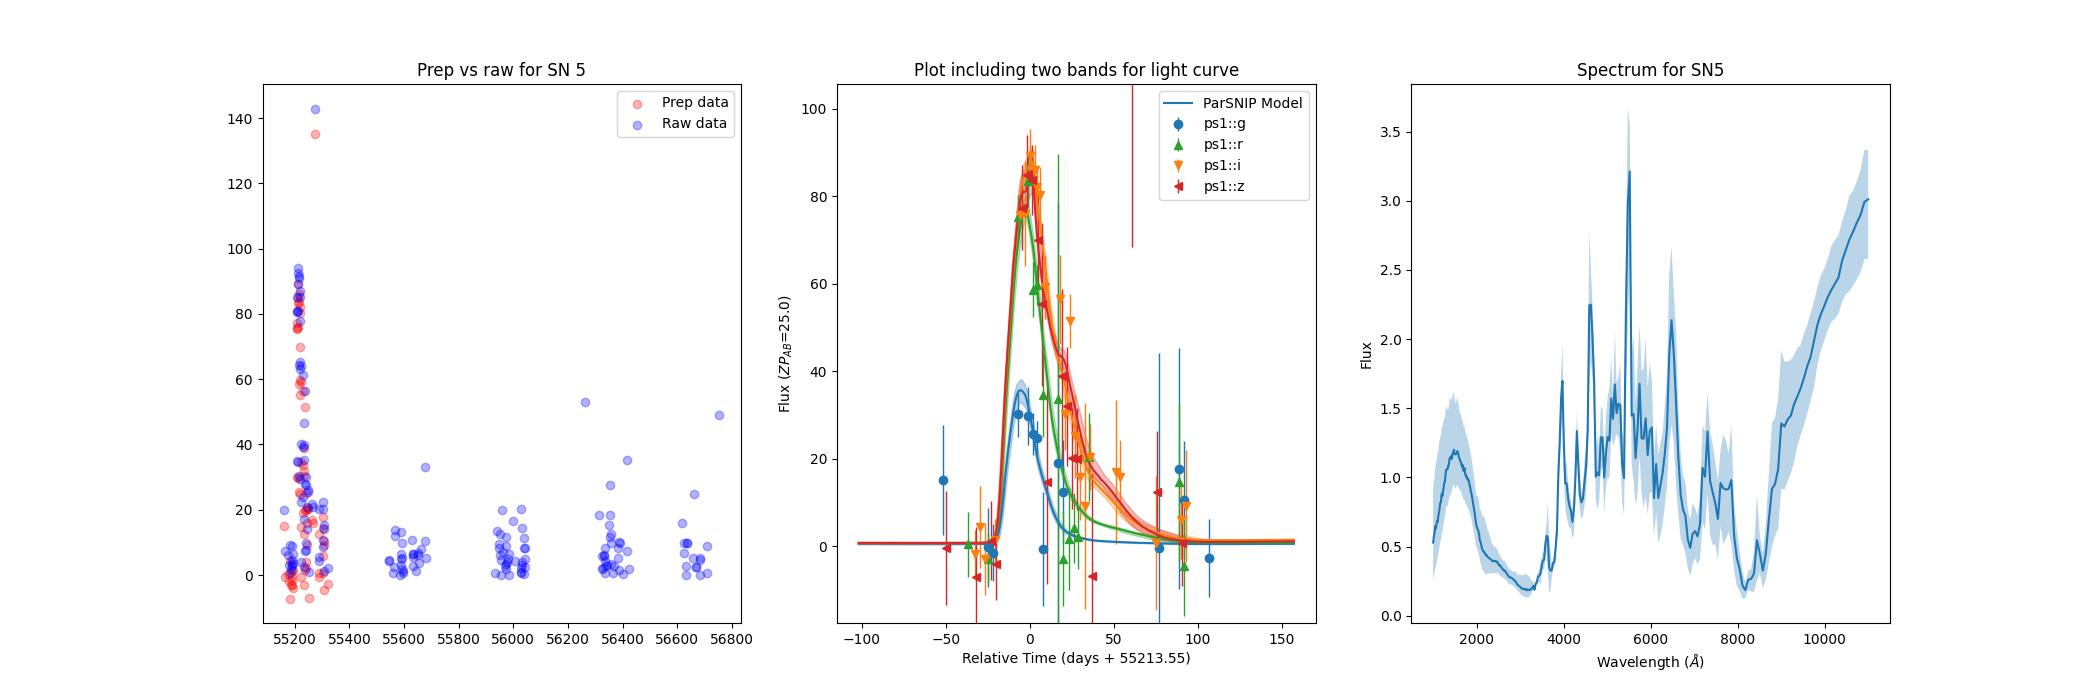 Prep vs raw for SN 5
Prep data
Raw data
140
120
100
80
60
40
20
0
55200 55400 55600 55800 56000 56200 56400 56600 56800
Plot including two bands for light curve
ParSNIP Model
ps1::g
ps1::r
ps1::i
ps1::z
Flux (ZP_AB=25.0)
100
80
60
40
20
0
−100 −50 0 50 100 150
Relative Time (days + 55213.55)
Spectrum for SN5
Flux
3.5
3.0
2.5
2.0
1.5
1.0
0.5
0.0
2000 4000 6000 8000 10000
Wavelength (Å)